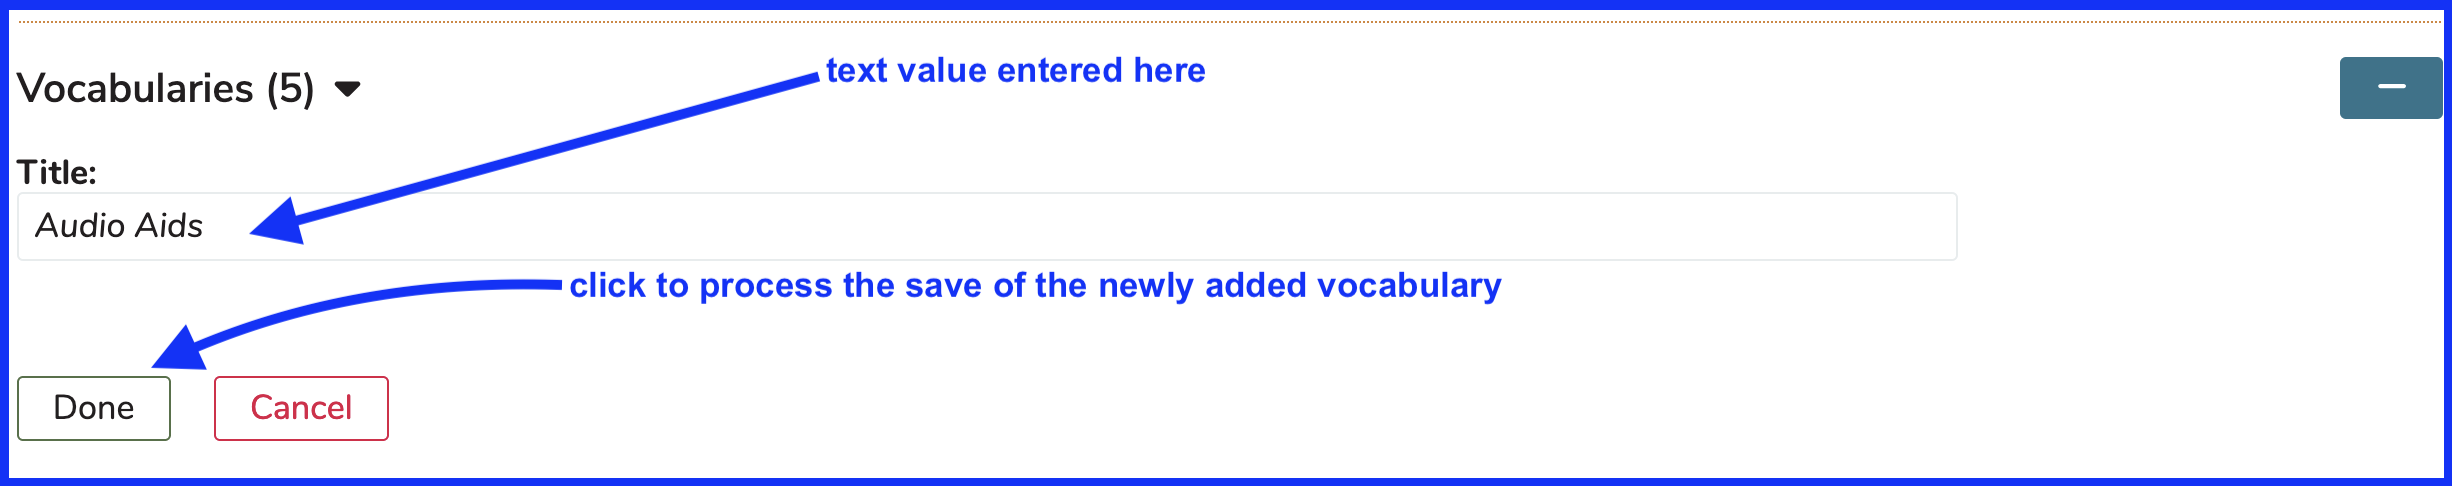 text value entered here
Vocabularies (5)
Title:
Audio Aids
click to process the save of the newly added vocabulary
Done
Cancel